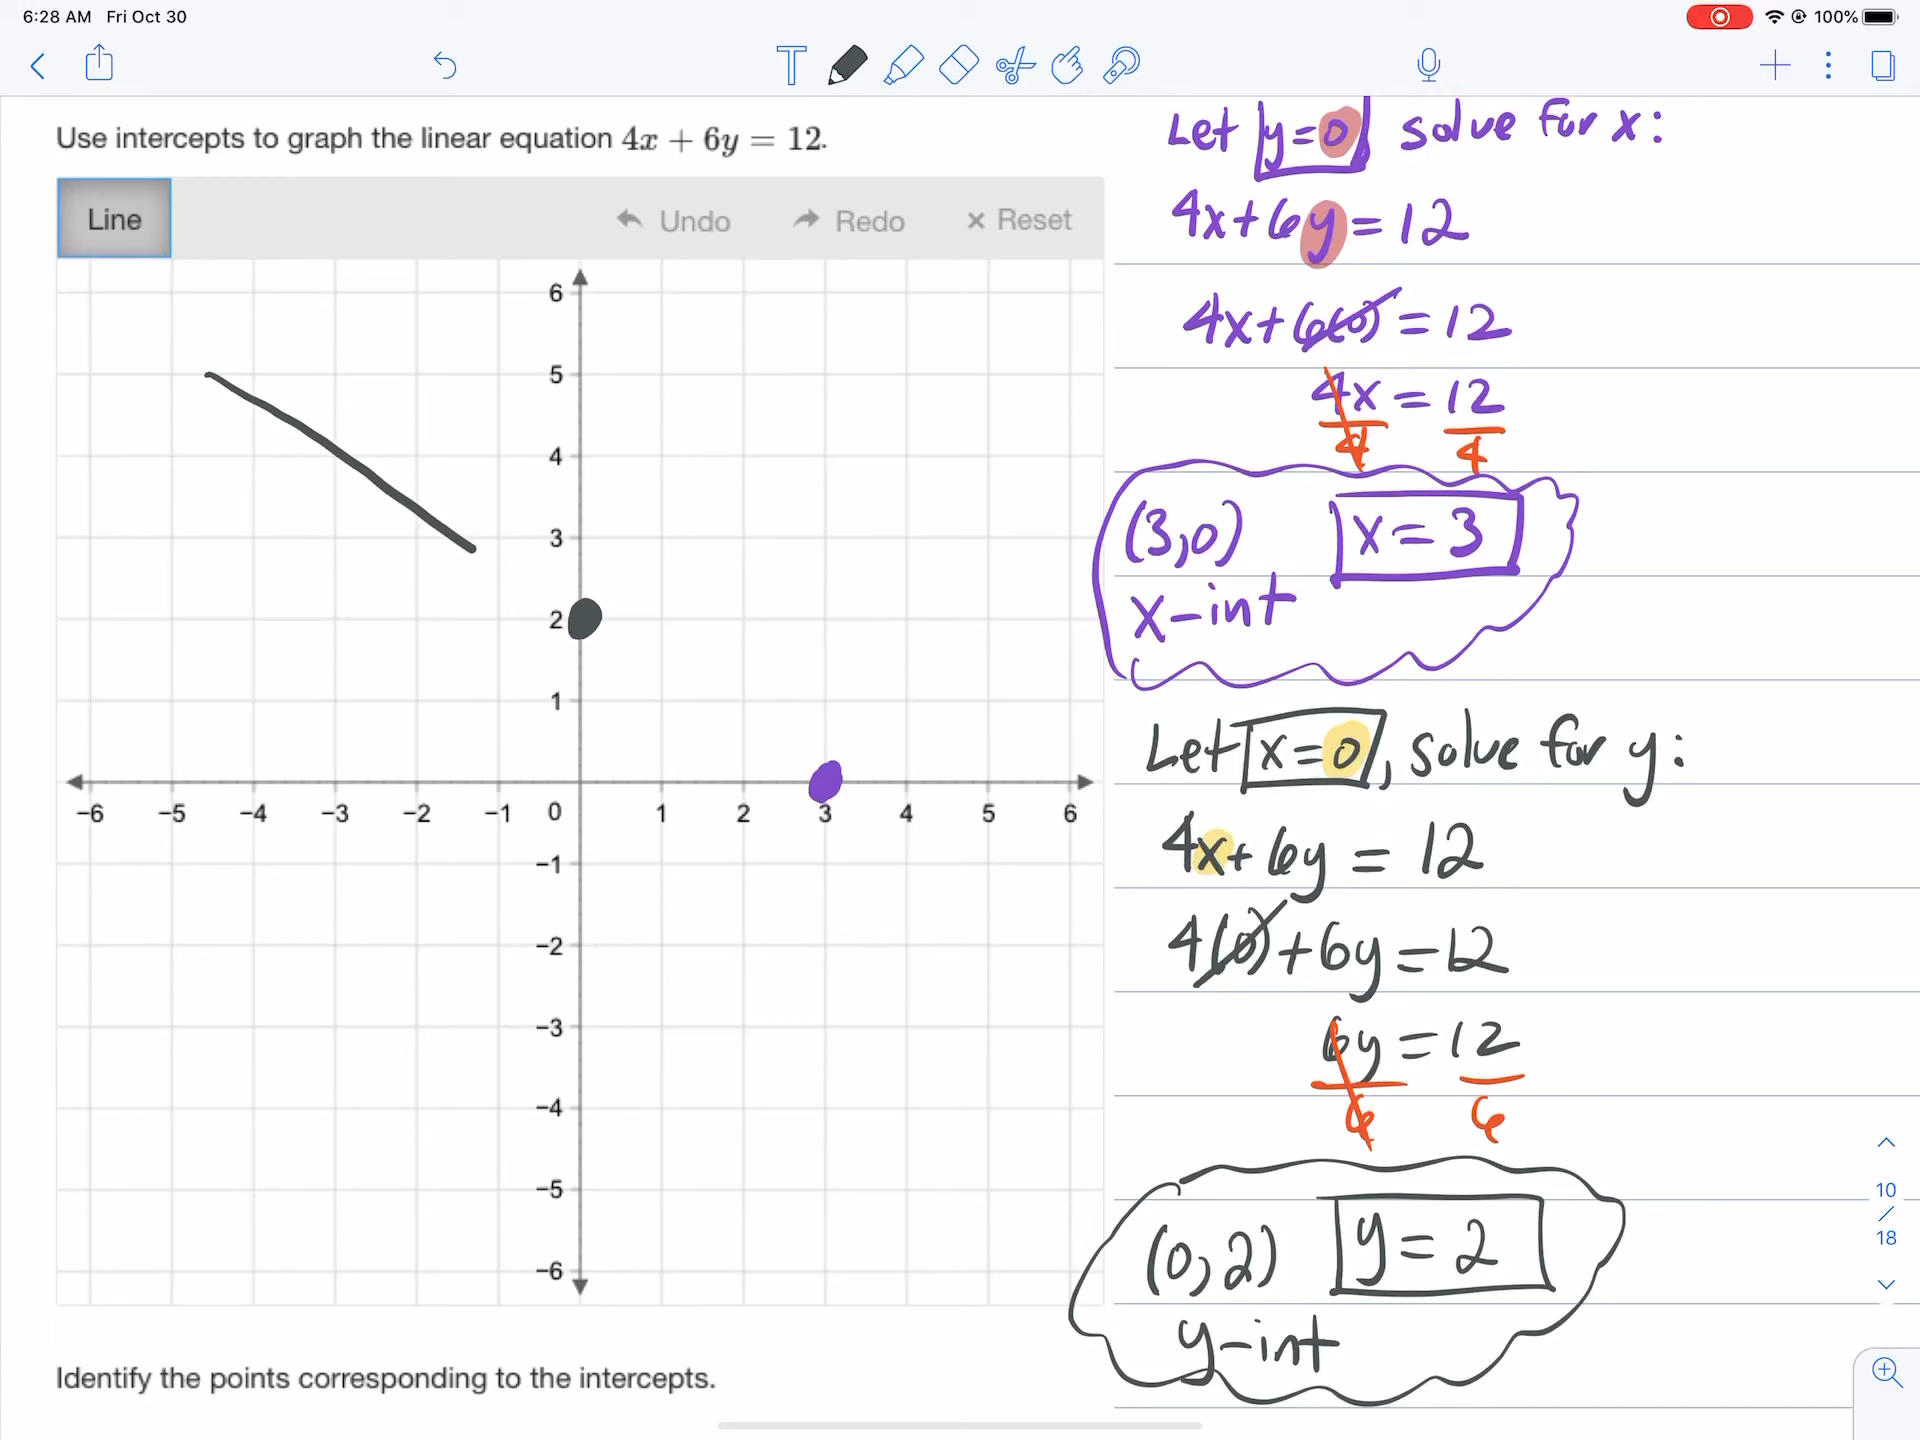 6:28 AM Fri Oct 30
100%
Use intercepts to graph the linear equation 4x + 6y = 12.
Line Undo Redo × Reset
6
5
4
3
2
1
−6 −5 −4 −3 −2 −1 0 1 2 3 4 5 6
−1
−2
−3
−4
−5
−6
Identify the points corresponding to the intercepts.
Let y=0 solve for x:
4x+6y=12
4x+6(0)=12
4x = 12
4 4
(3,0) x = 3
x-int
Let x=0, solve for y:
4x+6y = 12
4(0)+6y=12
6y=12
6 6
(0,2) y = 2
y-int
10
/
18